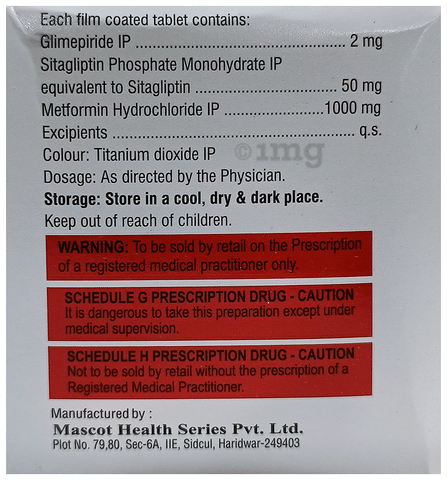 Each film coated tablet contains:
Glimepiride IP ................................................ 2 mg
Sitagliptin Phosphate Monohydrate IP
equivalent to Sitagliptin .................................. 50 mg
Metformin Hydrochloride IP ..........................1000 mg
Excipients ......................................................... q.s.
Colour: Titanium dioxide IP
©1mg
Dosage: As directed by the Physician.
Storage: Store in a cool, dry & dark place.
Keep out of reach of children.
WARNING: To be sold by retail on the Prescription
of a registered medical practitioner only.
SCHEDULE G PRESCRIPTION DRUG - CAUTION
It is dangerous to take this preparation except under
medical supervision.
SCHEDULE H PRESCRIPTION DRUG - CAUTION
Not to be sold by retail without the prescription of a
Registered Medical Practitioner.
Manufactured by :
Mascot Health Series Pvt. Ltd.
Plot No. 79,80, Sec-6A, IIE, Sidcul, Haridwar-249403